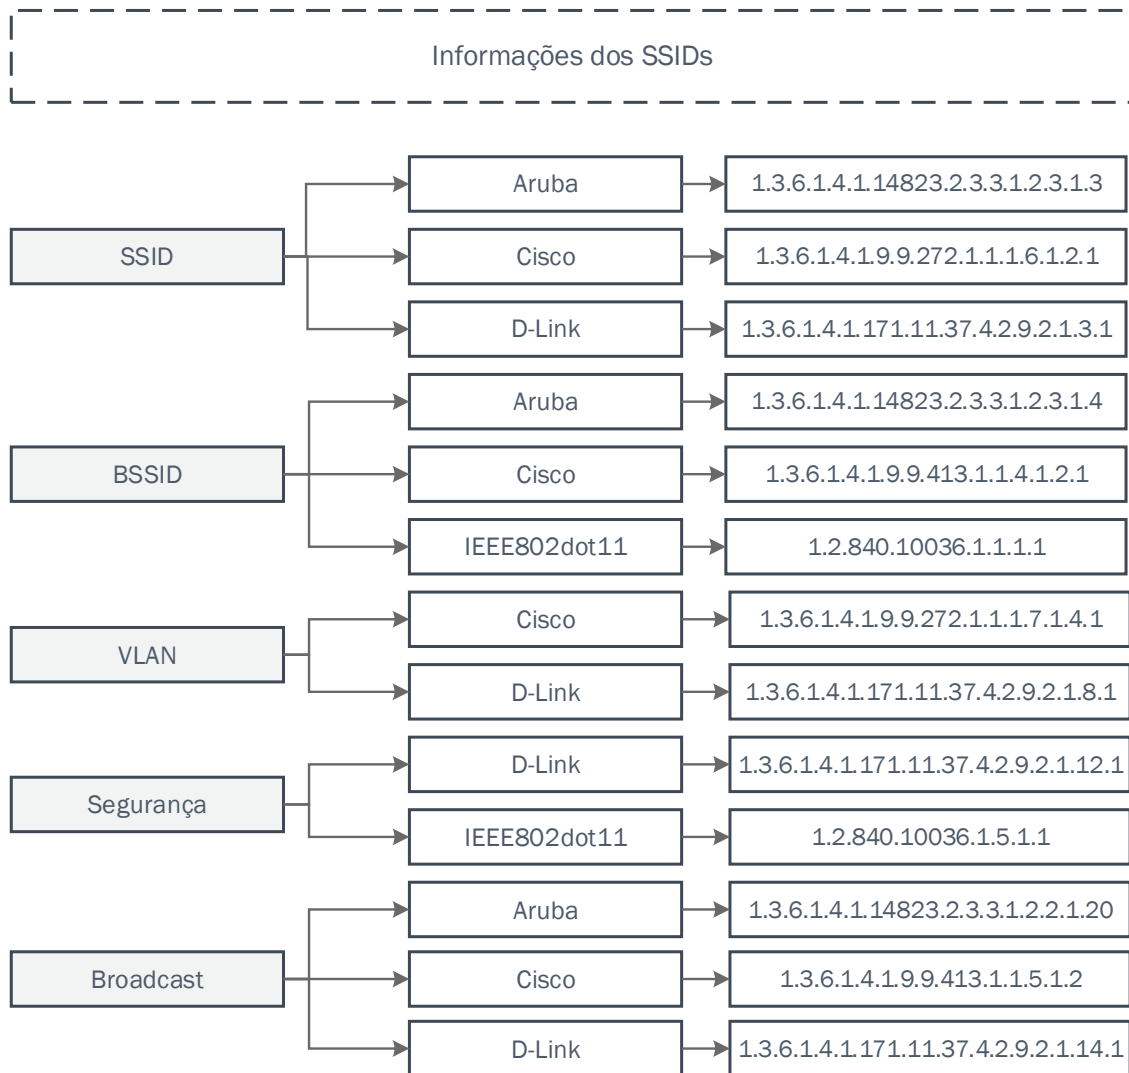 Informações dos SSIDs
SSID
Aruba
1.3.6.1.4.1.14823.2.3.3.1.2.3.1.3
Cisco
1.3.6.1.4.1.9.9.272.1.1.1.6.1.2.1
D-Link
1.3.6.1.4.1.171.11.37.4.2.9.2.1.3.1
BSSID
Aruba
1.3.6.1.4.1.14823.2.3.3.1.2.3.1.4
Cisco
1.3.6.1.4.1.9.9.413.1.1.4.1.2.1
IEEE802dot11
1.2.840.10036.1.1.1.1
VLAN
Cisco
1.3.6.1.4.1.9.9.272.1.1.1.7.1.4.1
D-Link
1.3.6.1.4.1.171.11.37.4.2.9.2.1.8.1
Segurança
D-Link
1.3.6.1.4.1.171.11.37.4.2.9.2.1.12.1
IEEE802dot11
1.2.840.10036.1.5.1.1
Broadcast
Aruba
1.3.6.1.4.1.14823.2.3.3.1.2.2.1.20
Cisco
1.3.6.1.4.1.9.9.413.1.1.5.1.2
D-Link
1.3.6.1.4.1.171.11.37.4.2.9.2.1.14.1